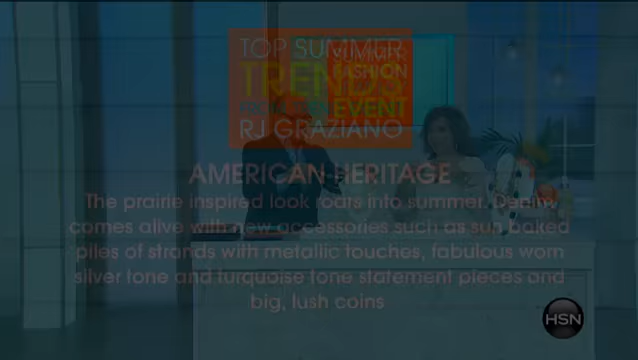 TOP SUMMER
TRENDS
RJ GRAZIANO
SUMMER
FASHION
EVENT
AMERICAN HERITAGE
The prairie inspired look roars into summer. Denim
comes alive with new accessories such as sun baked
piles of strands with metallic touches, fabulous worn
silver tone and turquoise tone statement pieces and
big, lush coins
HSN